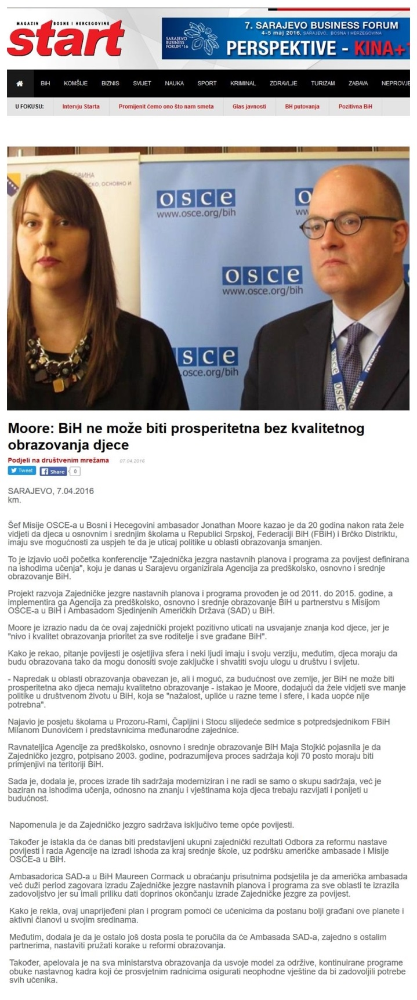 MAGAZIN BOSNE I HERCEGOVINE
start
SARAJEVO
BUSINESS
FORUM '16
7. SARAJEVO BUSINESS FORUM
4-5 maj 2016, SARAJEVO, BOSNA I HERZEGOVINA
PERSPEKTIVE - KINA+1
BiH KOMŠIJE BIZNIS SVIJET NAUKA SPORT KRIMINAL ZDRAVLJE TURIZAM ZABAVA NEPROVJE
U FOKUSU: Intervju Starta Promijenit ćemo ono što nam smeta Glas javnosti BH putovanja Pozitivna BiH
ОВИНА
СКО, ОСНОВНО И
osce
www.osce.org/bih
o
ww
osce
www.osce.org/bih
sce
.osce.org/bih
osce
Moore: BiH ne može biti prosperitetna bez kvalitetnog
obrazovanja djece
Podjeli na društvenim mrežama 07.04.2016
Tweet Share 0
SARAJEVO, 7.04.2016
km.
Šef Misije OSCE-a u Bosni i Hecegovini ambasador Jonathan Moore kazao je da 20 godina nakon rata žele
vidjeti da djeca u osnovnim i srednjim školama u Republici Srpskoj, Federaciji BiH (FBiH) i Brčko Distriktu,
imaju sve mogućnosti za uspjeh te da je uticaj politike u oblasti obrazovanja smanjen.
To je izjavio uoči početka konferencije "Zajednička jezgra nastavnih planova i programa za povijest definirana
na ishodima učenja", koju je danas u Sarajevu organizirala Agencija za predškolsko, osnovno i srednje
obrazovanje BiH.
Projekt razvoja Zajedničke jezgre nastavnih planova i programa provođen je od 2011. do 2015. godine, a
implementira ga Agencija za predškolsko, osnovno i srednje obrazovanje BiH u partnerstvu s Misijom
OSCE-a u BiH i Ambasadom Sjedinjenih Američkih Država (SAD) u BiH.
Moore je izrazio nadu da će ovaj zajednički projekt pozitivno uticati na usvajanje znanja kod djece, jer je
"nivo i kvalitet obrazovanja prioritet za sve roditelje i sve građane BiH".
Kako je rekao, pitanje povijesti je osjetljiva sfera i neki ljudi imaju i svoju verziju, međutim, djeca moraju da
budu obrazovana tako da mogu donositi svoje zaključke i shvatiti svoju ulogu u društvu i svijetu.
- Napredak u oblasti obrazovanja obavezan je, ali i moguć, za budućnost ove zemlje, jer BiH ne može biti
prosperitetna ako djeca nemaju kvalitetno obrazovanje - istakao je Moore, dodajući da žele vidjeti sve manje
politike u društvenom životu u BiH, koja se "nažalost, upliće u razne teme i sfere, i kada uopće nije
potrebna".
Najavio je posjetu školama u Prozoru-Rami, Čapljini i Stocu slijedeće sedmice s potpredsjednikom FBiH
Milanom Dunovićem i predstavnicima međunarodne zajednice.
Ravnateljica Agencije za predškolsko, osnovno i srednje obrazovanje BiH Maja Stojkić pojasnila je da
Zajedničko jezgro, potpisano 2003. godine, podrazumijeva proces sadržaja koji 70 posto moraju biti
primjenjivi na teritoriji BiH.
Sada je, dodala je, proces izrade tih sadržaja moderniziran i ne radi se samo o skupu sadržaja, već je
baziran na ishodima učenja, odnosno na znanju i vještinama koja djeca trebaju razvijati i ponijeti u
budućnost.
Napomenula je da Zajedničko jezgro sadržava isključivo teme opće povijesti.
Također je istakla da će danas biti predstavljeni ukupni zajednički rezultati Odbora za reformu nastave
povijesti i rada Agencije na izradi ishoda za kraj srednje škole, uz podršku američke ambasade i Misije
OSCE-a u BiH.
Ambasadorica SAD-a u BiH Maureen Cormack u obraćanju prisutnima podsjetila je da američka ambasada
već duži period zagovara izradu Zajedničke jezgre nastavnih planova i programa za sve oblasti te izrazila
zadovoljstvo jer su imali priliku dati doprinos okončanju izrade Zajedničke jezgre za povijest.
Kako je rekla, ovaj unaprijeđeni plan i program pomoći će učenicima da postanu bolji građani ove planete i
aktivni članovi u svojim sredinama.
Međutim, dodala je da je ostalo još dosta posla te poručila da će Ambasada SAD-a, zajedno s ostalim
partnerima, nastaviti pružati korake u reformi obrazovanja.
Također, apelovala je na sva ministarstva obrazovanja da usvoje model za održive, kontinuirane programe
obuke nastavnog kadra koji će prosvjetnim radnicima osigurati neophodne vještine da bi zadovoljili potrebe
svih učenika.